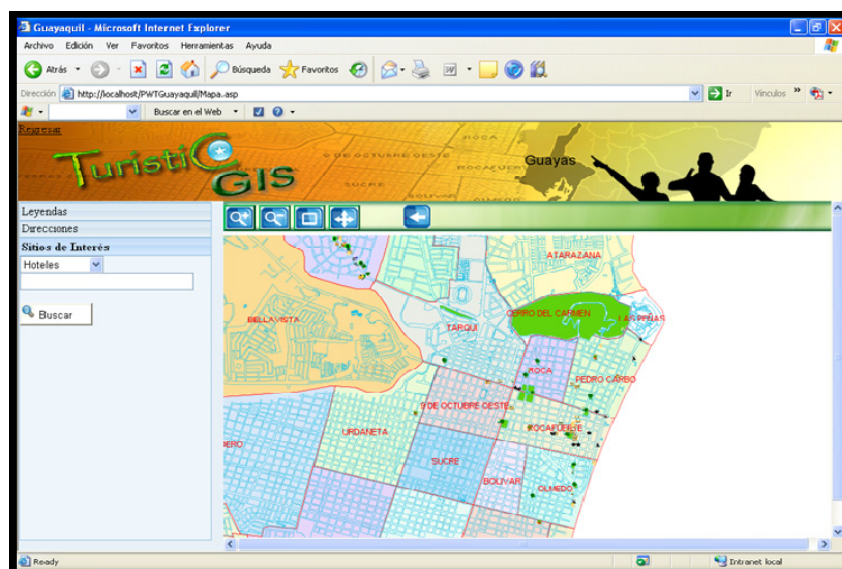 Guayaquil - Microsoft Internet Explorer
Archivo Edición Ver Favoritos Herramientas Ayuda
Atrás Búsqueda Favoritos
Dirección http://localhost/PWTGuayaquil/Mapa.asp Ir Vínculos
Buscar en el Web
Regresar
ROCA
9 DE OCTUBRE OESTE
ROCAFUERTE
SUCRE
BOLIVAR
OLMEDO
TuristiC GIS
Guayas
Leyendas
Direcciones
Sitios de Interés
Hoteles
Buscar
ATARAZANA
BELLAVISTA
TARQUI
CERRO DEL CARMEN
LAS PEÑAS
ROCA
PEDRO CARBO
9 DE OCTUBRE OESTE
URDANETA
ROCAFUERTE
SUCRE
BOLIVAR
OLMEDO
Ready Intranet local